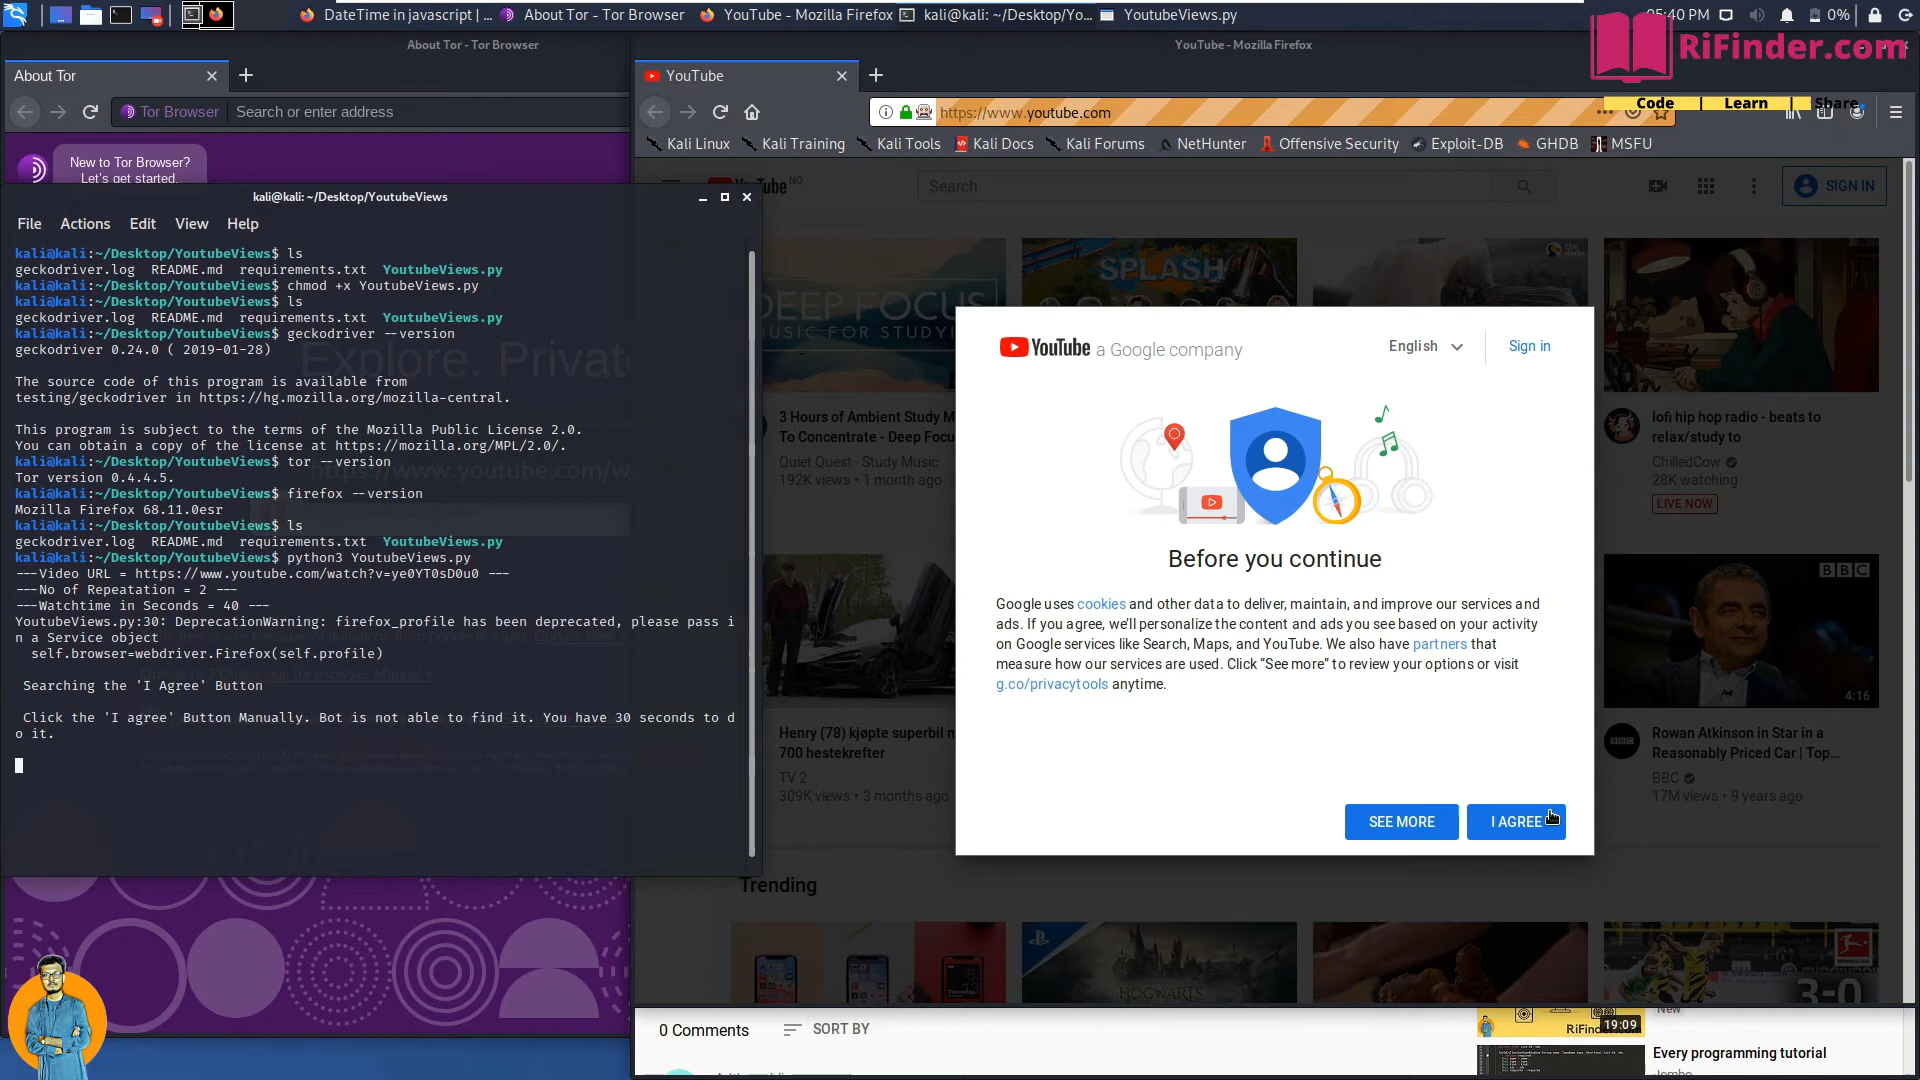 DateTime in javascript | ...
About Tor - Tor Browser
YouTube - Mozilla Firefox
kali@kali: ~/Desktop/Yo...
YoutubeViews.py
05:40 PM
0%
RiFinder.com
Code | Learn | Share
About Tor - Tor Browser
YouTube - Mozilla Firefox
About Tor
YouTube
Tor Browser
Search or enter address
https://www.youtube.com
Kali Linux
Kali Training
Kali Tools
Kali Docs
Kali Forums
NetHunter
Offensive Security
Exploit-DB
GHDB
MSFU
New to Tor Browser?
Let's get started.
kali@kali: ~/Desktop/YoutubeViews
File Actions Edit View Help
kali@kali:~/Desktop/YoutubeViews$ ls
geckodriver.log README.md requirements.txt YoutubeViews.py
kali@kali:~/Desktop/YoutubeViews$ chmod +x YoutubeViews.py
kali@kali:~/Desktop/YoutubeViews$ ls
geckodriver.log README.md requirements.txt YoutubeViews.py
kali@kali:~/Desktop/YoutubeViews$ geckodriver --version
geckodriver 0.24.0 ( 2019-01-28)
The source code of this program is available from
testing/geckodriver in https://hg.mozilla.org/mozilla-central.
This program is subject to the terms of the Mozilla Public License 2.0.
You can obtain a copy of the license at https://mozilla.org/MPL/2.0/.
kali@kali:~/Desktop/YoutubeViews$ tor --version
Tor version 0.4.4.5.
kali@kali:~/Desktop/YoutubeViews$ firefox --version
Mozilla Firefox 68.11.0esr
kali@kali:~/Desktop/YoutubeViews$ ls
geckodriver.log README.md requirements.txt YoutubeViews.py
kali@kali:~/Desktop/YoutubeViews$ python3 YoutubeViews.py
---Video URL = https://www.youtube.com/watch?v=ye0YT0sD0u0 ---
---No of Repeatation = 2 ---
---Watchtime in Seconds = 40 ---
YoutubeViews.py:30: DeprecationWarning: firefox_profile has been deprecated, please pass i
n a Service object
self.browser=webdriver.Firefox(self.profile)
Searching the 'I Agree' Button
Click the 'I agree' Button Manually. Bot is not able to find it. You have 30 seconds to d
o it.
Explore. Privat
https://www.youtube.com/w
YouTube NO
Search
SIGN IN
DEEP FOCUS
MUSIC FOR STUDYI
SPLASH
3 Hours of Ambient Study M
To Concentrate - Deep Focu
Quiet Quest - Study Music
192K views • 1 month ago
lofi hip hop radio - beats to
relax/study to
ChilledCow
28K watching
LIVE NOW
YouTube a Google company
English
Sign in
Before you continue
Google uses cookies and other data to deliver, maintain, and improve our services and
ads. If you agree, we'll personalize the content and ads you see based on your activity
on Google services like Search, Maps, and YouTube. We also have partners that
measure how our services are used. Click “See more” to review your options or visit
g.co/privacytools anytime.
SEE MORE
I AGREE
Henry (78) kjøpte superbil m
700 hestekrefter
TV 2
309K views • 3 months ago
BBC
4:16
Rowan Atkinson in Star in a
Reasonably Priced Car | Top...
BBC
17M views • 9 years ago
Trending
HOGWARTS
3-0
0 Comments
SORT BY
New
RiFinder
19:09
Every programming tutorial